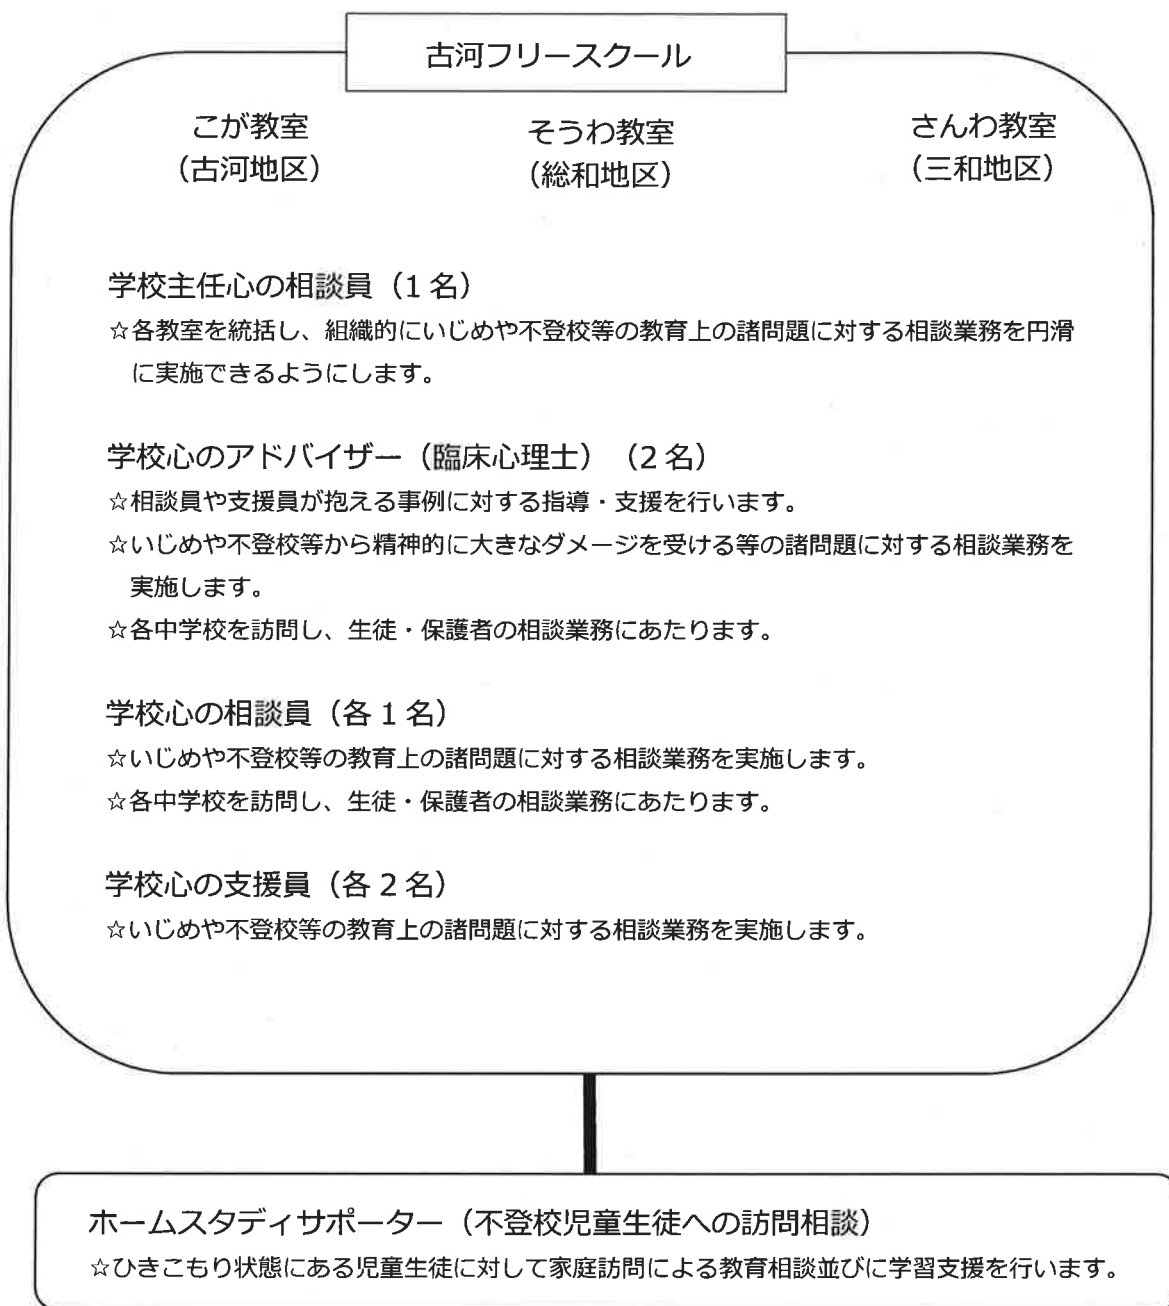 古河フリースクール
こが教室
(古河地区)
そうわ教室
(総和地区)
さんわ教室
(三和地区)
学校主任心の相談員（1名）
☆各教室を統括し、組織的にいじめや不登校等の教育上の諸問題に対する相談業務を円滑
に実施できるようにします。
学校心のアドバイザー（臨床心理士）（2名）
☆相談員や支援員が抱える事例に対する指導・支援を行います。
☆いじめや不登校等から精神的に大きなダメージを受ける等の諸問題に対する相談業務を
実施します。
☆各中学校を訪問し、生徒・保護者の相談業務にあたります。
学校心の相談員（各1名）
☆いじめや不登校等の教育上の諸問題に対する相談業務を実施します。
☆各中学校を訪問し、生徒・保護者の相談業務にあたります。
学校心の支援員（各2名）
☆いじめや不登校等の教育上の諸問題に対する相談業務を実施します。
ホームスタディサポーター（不登校児童生徒への訪問相談）
☆ひきこもり状態にある児童生徒に対して家庭訪問による教育相談並びに学習支援を行います。